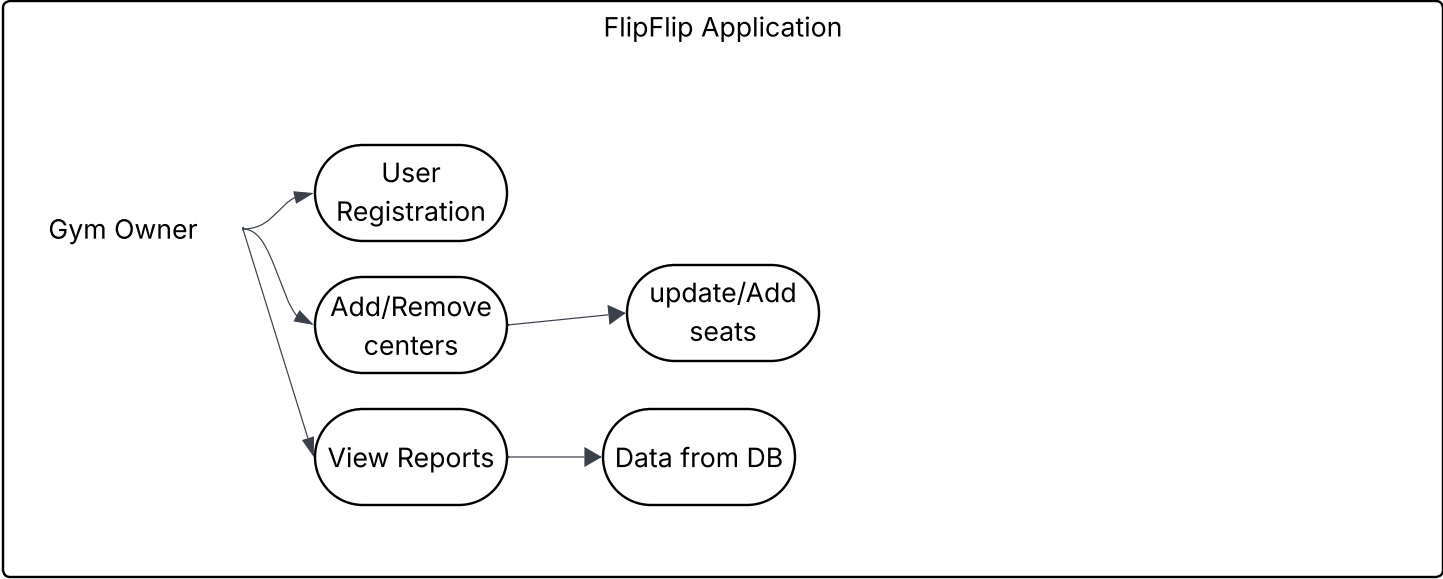 FlipFlip Application
User
Registration
Gym Owner
Add/Remove
centers
update/Add
seats
View Reports
Data from DB